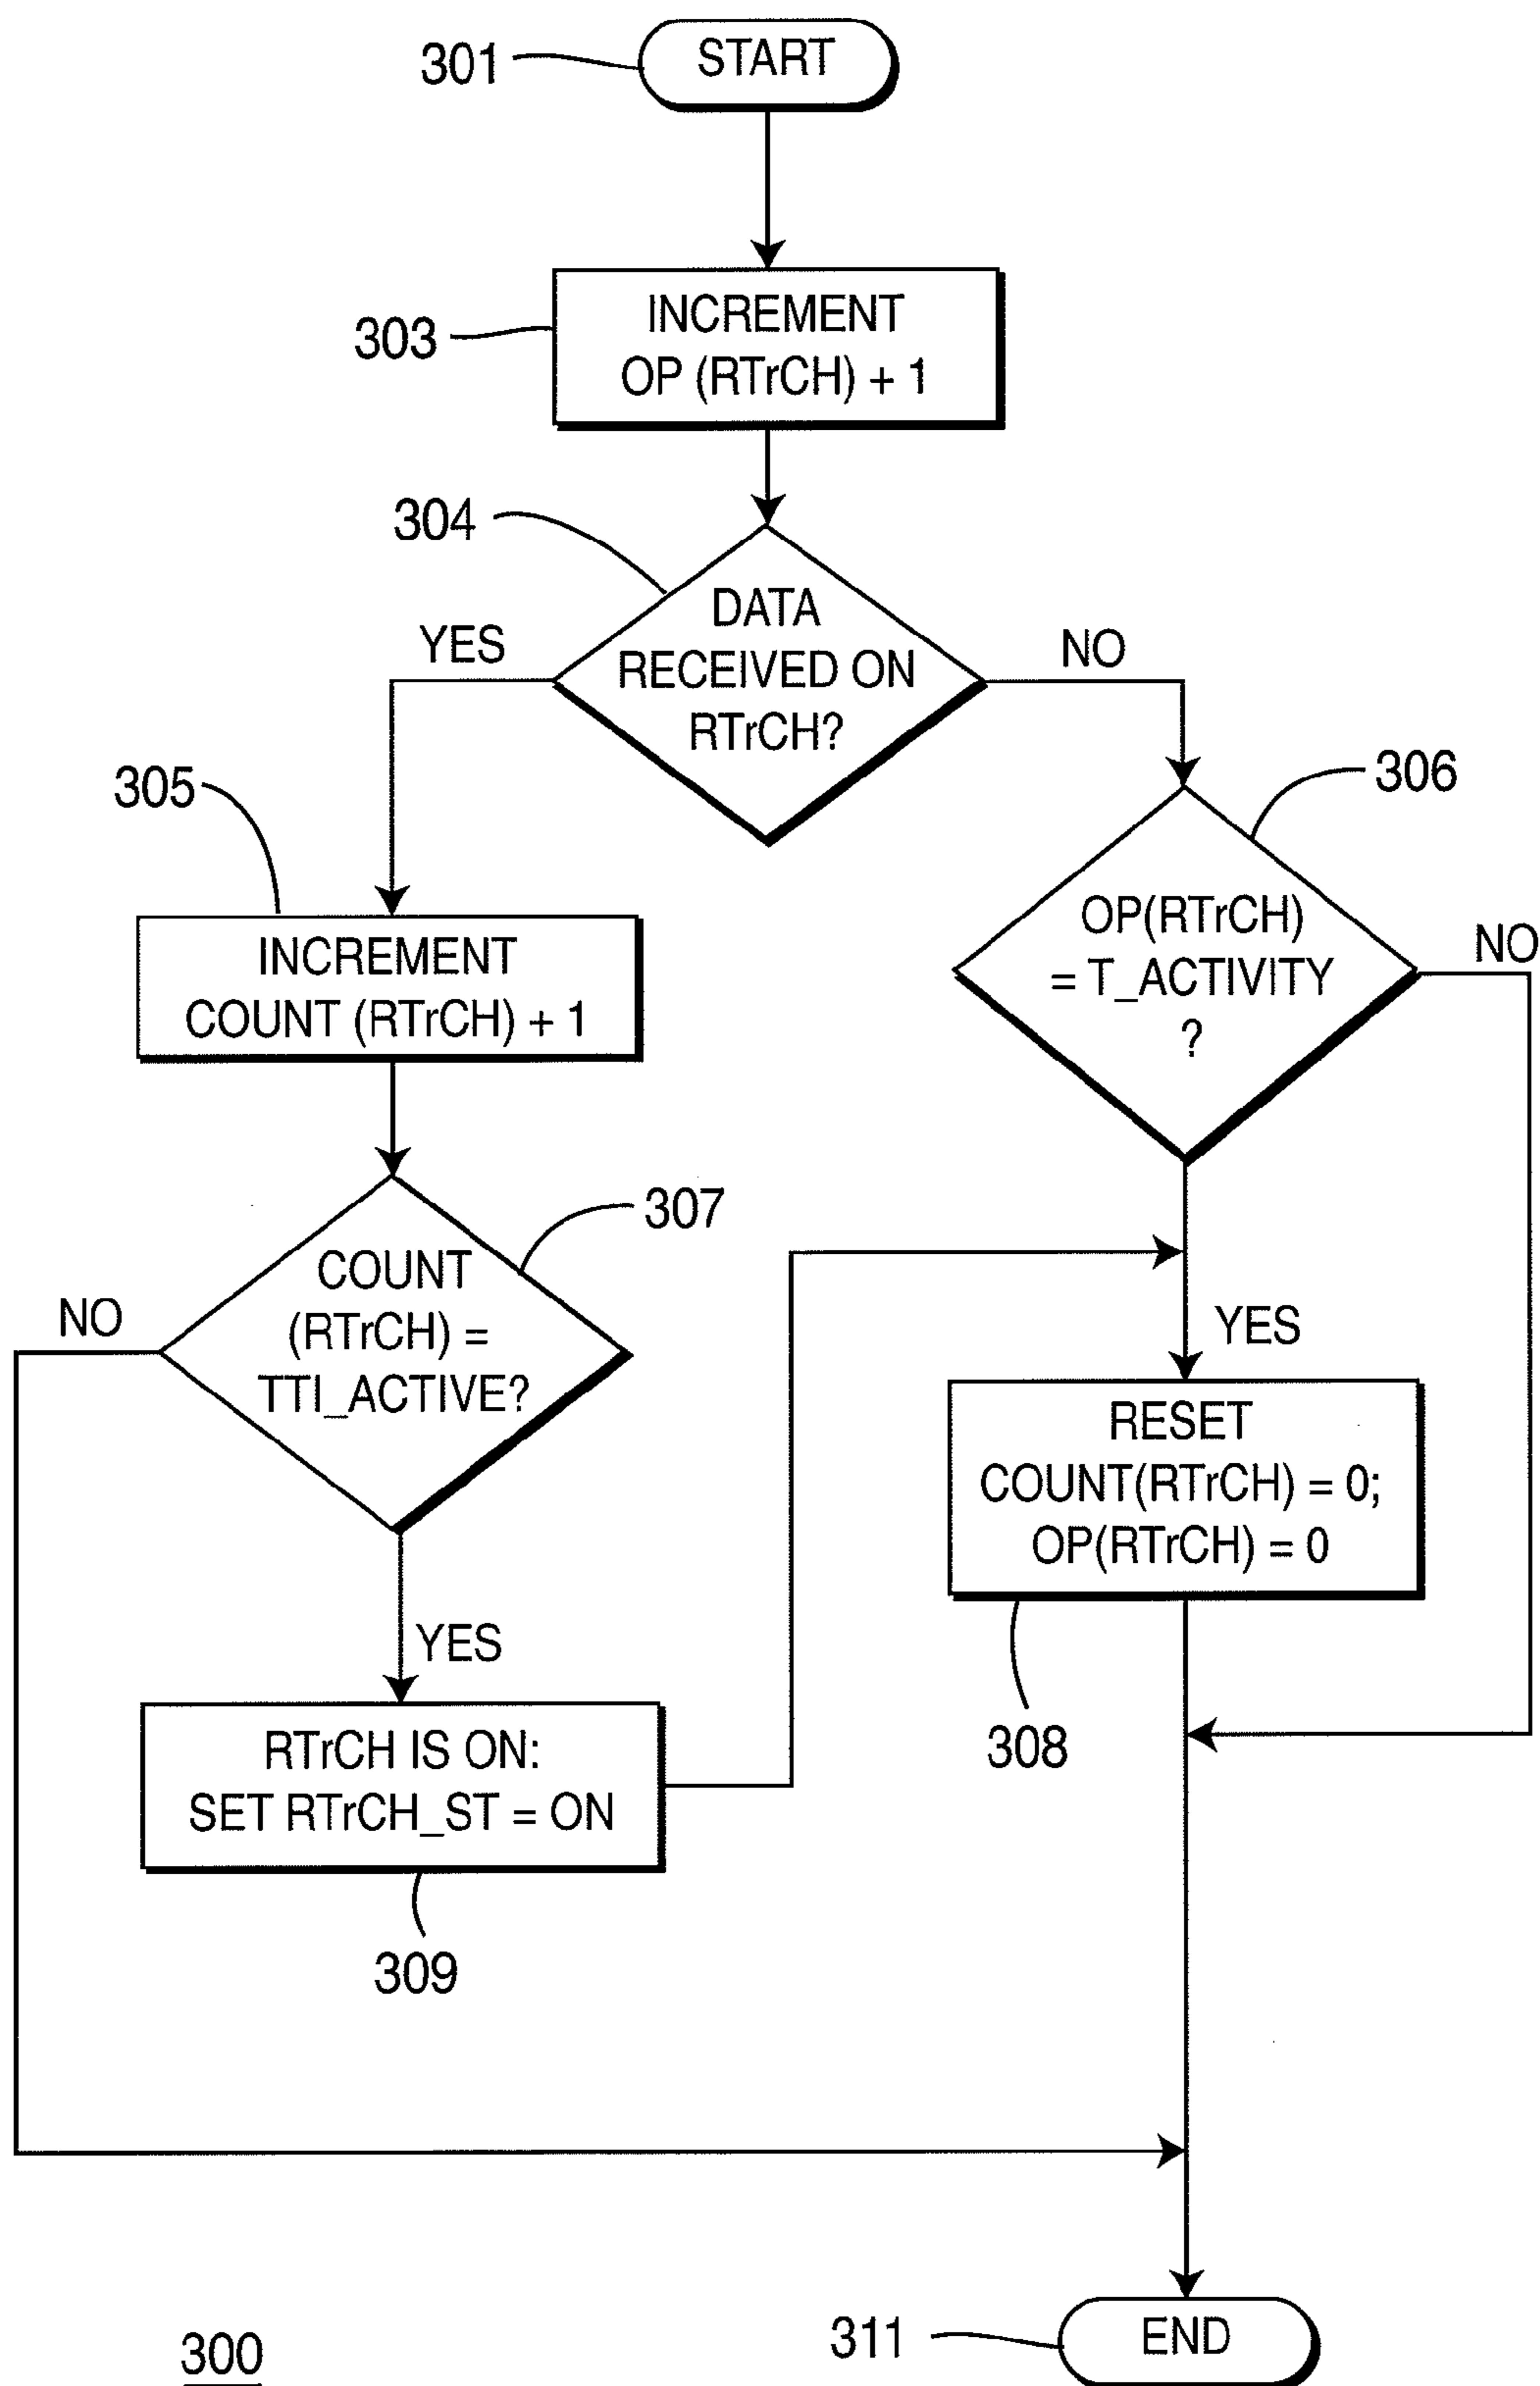 301
START
303
INCREMENT
OP (RTrCH) + 1
304
DATA
RECEIVED ON
RTrCH?
YES
NO
305
INCREMENT
COUNT (RTrCH) + 1
306
OP(RTrCH)
= T_ACTIVITY
?
NO
307
COUNT
(RTrCH) =
TTI_ACTIVE?
NO
YES
YES
RESET
COUNT(RTrCH) = 0;
OP(RTrCH) = 0
308
RTrCH IS ON:
SET RTrCH_ST = ON
309
311
END
300